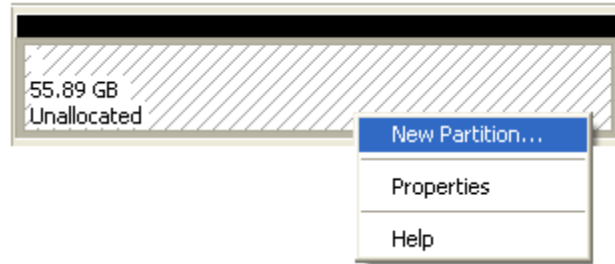 55.89 GB
Unallocated
New Partition...
Properties
Help